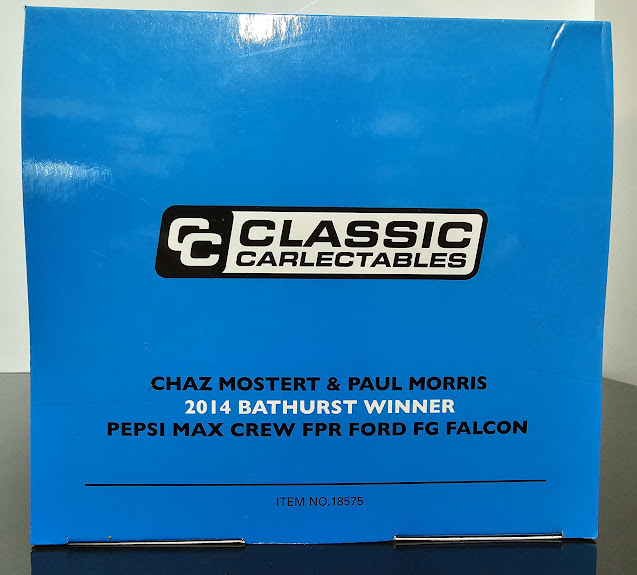 CC CLASSIC
CARLECTABLES
CHAZ MOSTERT & PAUL MORRIS
2014 BATHURST WINNER
PEPSI MAX CREW FPR FORD FG FALCON
ITEM NO.18575